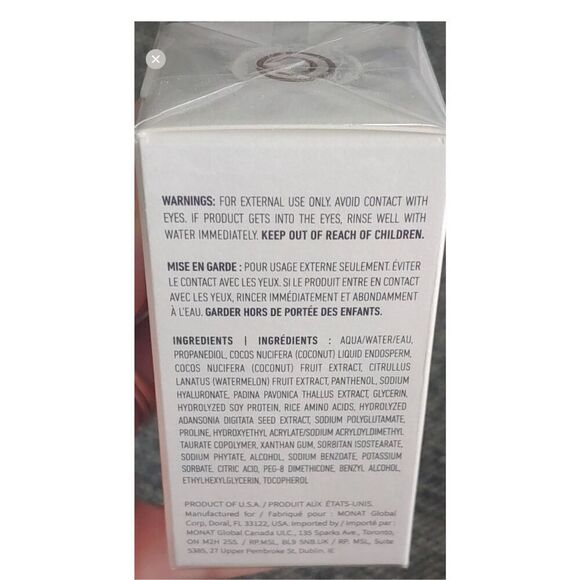 WARNINGS: FOR EXTERNAL USE ONLY. AVOID CONTACT WITH
EYES. IF PRODUCT GETS INTO THE EYES, RINSE WELL WITH
WATER IMMEDIATELY. KEEP OUT OF REACH OF CHILDREN.
MISE EN GARDE : POUR USAGE EXTERNE SEULEMENT. ÉVITER
LE CONTACT AVEC LES YEUX. SI LE PRODUIT ENTRE EN CONTACT
AVEC LES YEUX, RINCER IMMÉDIATEMENT ET ABONDAMMENT
À L'EAU. GARDER HORS DE PORTÉE DES ENFANTS.
INGREDIENTS | INGRÉDIENTS : AQUA/WATER/EAU,
PROPANEDIOL, COCOS NUCIFERA (COCONUT) LIQUID ENDOSPERM,
COCOS NUCIFERA (COCONUT) FRUIT EXTRACT, CITRULLUS
LANATUS (WATERMELON) FRUIT EXTRACT, PANTHENOL, SODIUM
HYALURONATE, PADINA PAVONICA THALLUS EXTRACT, GLYCERIN,
HYDROLYZED SOY PROTEIN, RICE AMINO ACIDS, HYDROLYZED
ADANSONIA DIGITATA SEED EXTRACT, SODIUM POLYGLUTAMATE,
PROLINE, HYDROXYETHYL ACRYLATE/SODIUM ACRYLOYLDIMETHYL
TAURATE COPOLYMER, XANTHAN GUM, SORBITAN ISOSTEARATE,
SODIUM PHYTATE, ALCOHOL, SODIUM BENZOATE, POTASSIUM
SORBATE, CITRIC ACID, PEG-8 DIMETHICONE, BENZYL ALCOHOL,
ETHYLHEXYLGLYCERIN, TOCOPHEROL
PRODUCT OF U.S.A./ PRODUIT AUX ÉTATS-UNIS.
Manufactured for / Fabriqué pour : MONAT Global
Corp, Doral, FL 33122, USA. Imported by / Importé par :
MONAT Global Canada ULC., 135 Sparks Ave., Toronto,
ON M2H 2S5. / RP.MSL, BL9 5NB.UK / RP. MSL, Suite
5385, 27 Upper Pembroke St, Dublin, IE